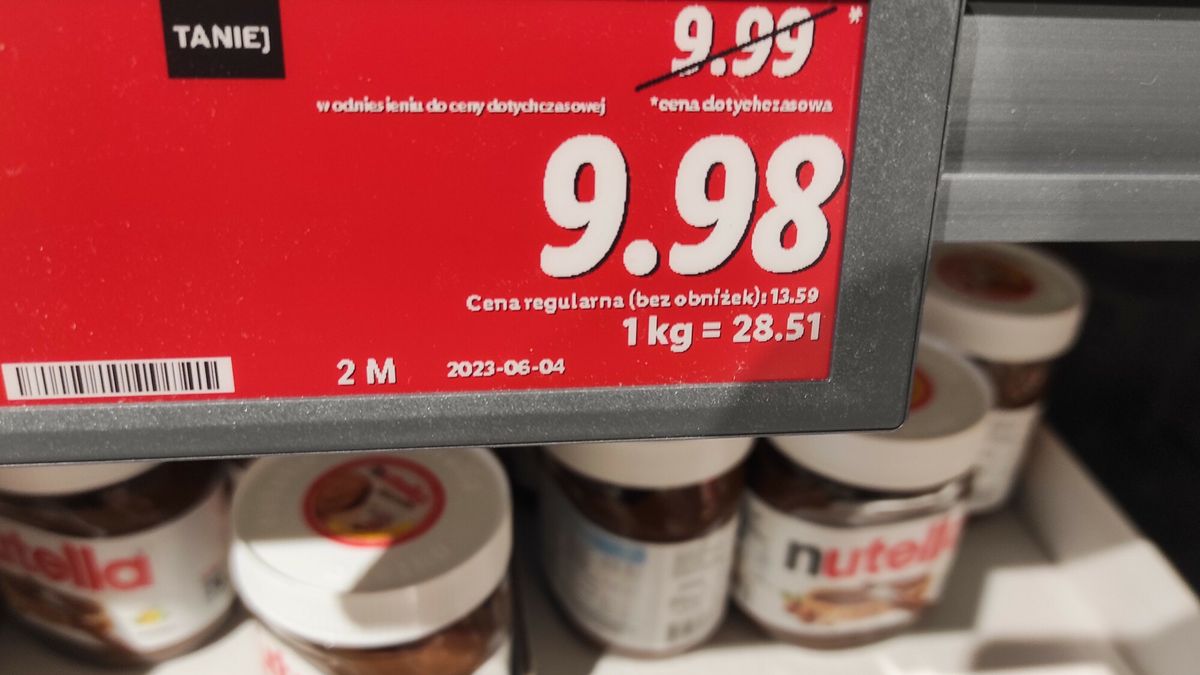 TANIEJ
9.99 *
w odniesieniu do ceny dotychczasowej
*cena dotychczasowa
9.98
Cena regularna (bez obniżek): 13.59
1 kg = 28.51
2 M
2023-06-04
utella
nutella